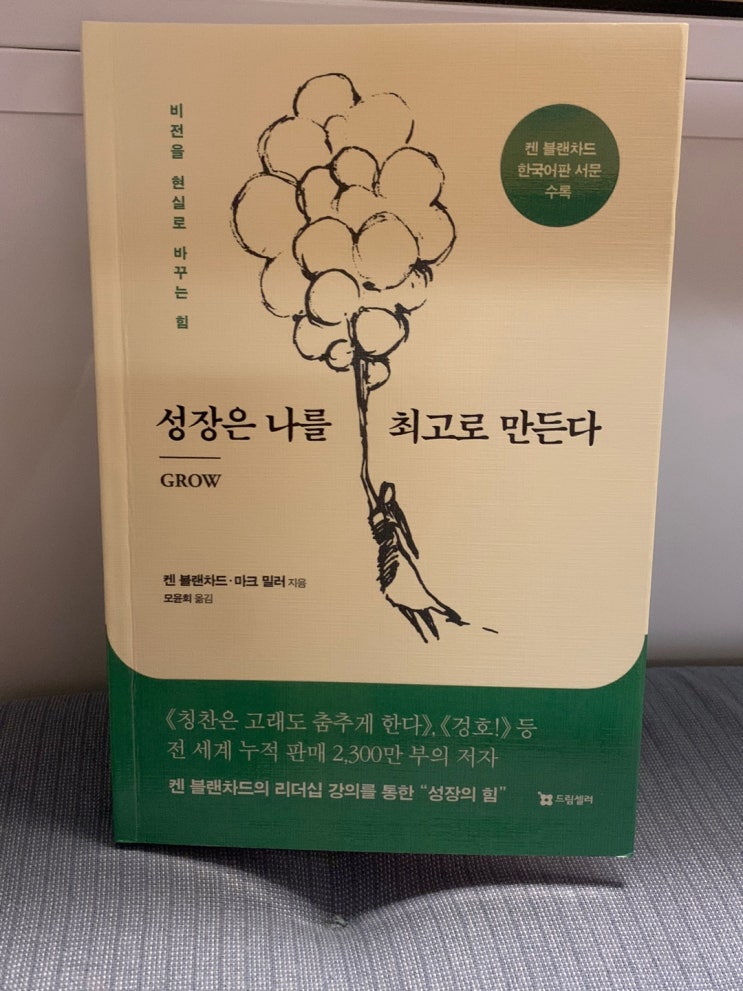 비전을 현실로 바꾸는 힘
켄 블랜차드
한국어판 서문
수록
성장은 나를 최고로 만든다
GROW
켄 블랜차드·마크 밀러 지음
모윤희 옮김
《칭찬은 고래도 춤추게 한다》, 《겅호!》 등
전 세계 누적 판매 2,300만 부의 저자
켄 블랜차드의 리더십 강의를 통한 “성장의 힘”
드림셀러